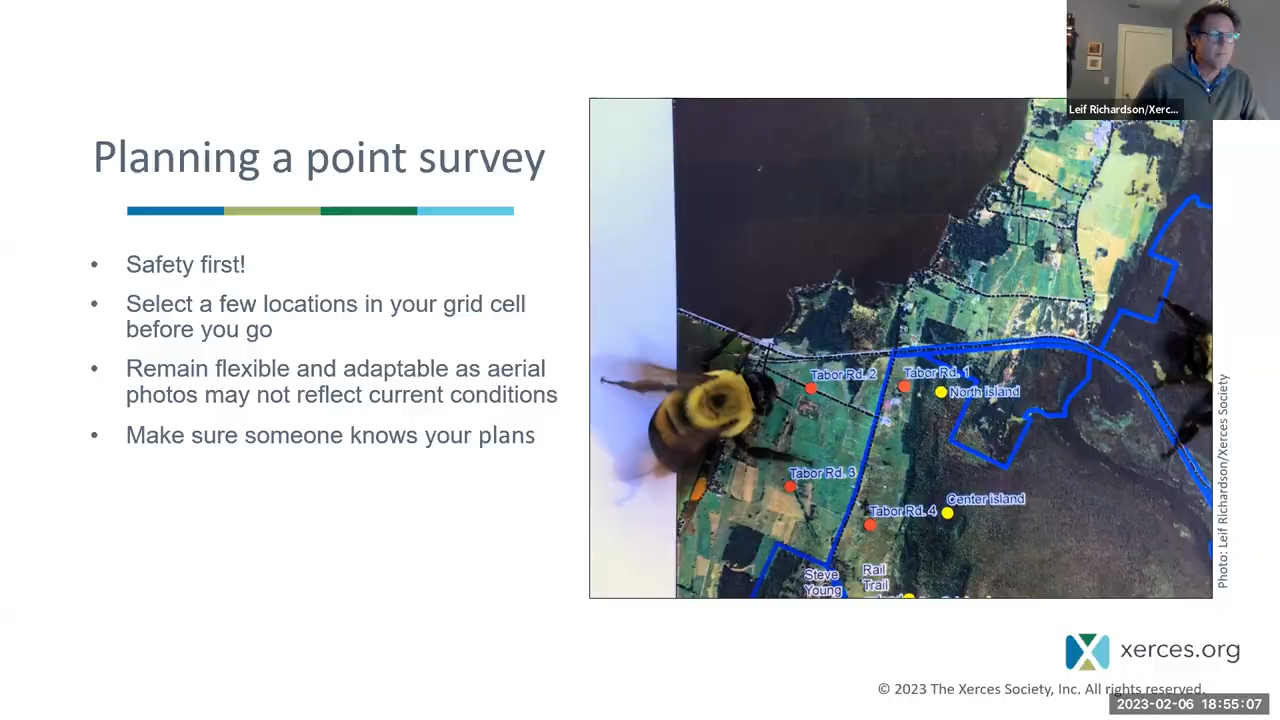 Leif Richardson/Xerc...
Planning a point survey
• Safety first!
• Select a few locations in your grid cell
before you go
• Remain flexible and adaptable as aerial
photos may not reflect current conditions
• Make sure someone knows your plans
Tabor Rd. 2
Tabor Rd. 1
North island
Tabor Rd. 3
Center island
Tabor Rd. 4
Steve
Young
Rail
Trail
Photo: Leif Richardson/Xerces Society
xerces.org
© 2023 The Xerces Society, Inc. All rights reserved.
2023-02-06 18:55:07